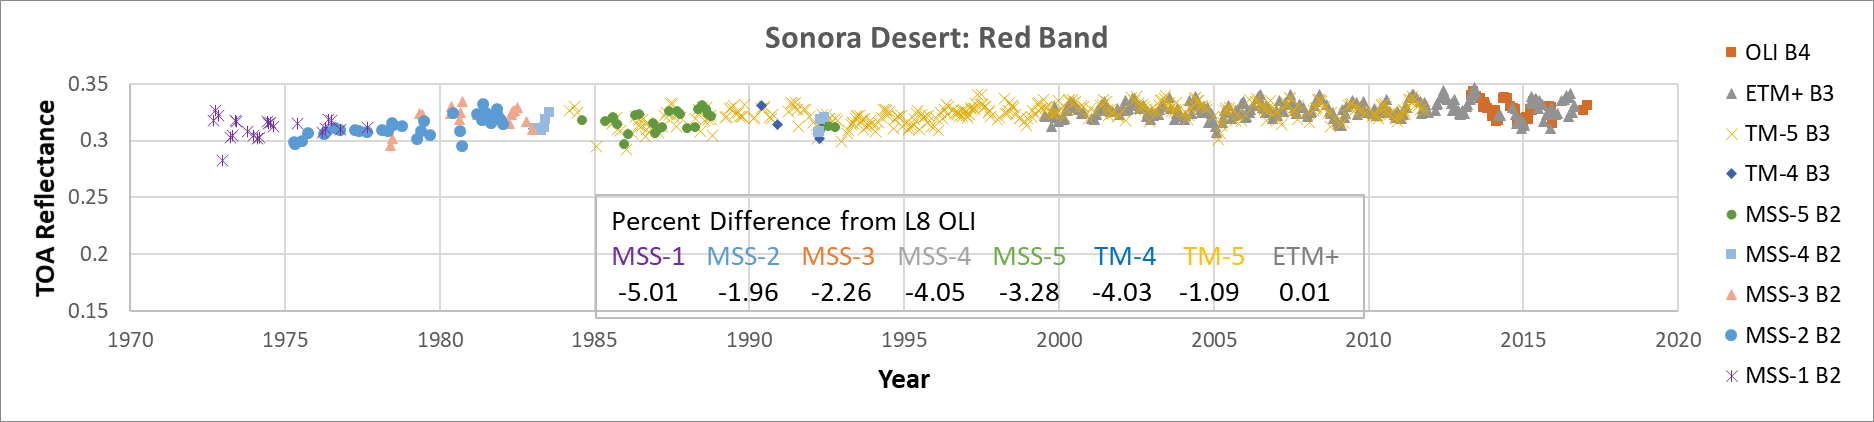 Sonora Desert: Red Band
TOA Reflectance
0.35
0.3
0.25
0.2
0.15
1970 1975 1980 1985 1990 1995 2000 2005 2010 2015 2020
Year
Percent Difference from L8 OLI
MSS-1 MSS-2 MSS-3 MSS-4 MSS-5 TM-4 TM-5 ETM+
-5.01 -1.96 -2.26 -4.05 -3.28 -4.03 -1.09 0.01
OLI B4
ETM+ B3
TM-5 B3
TM-4 B3
MSS-5 B2
MSS-4 B2
MSS-3 B2
MSS-2 B2
MSS-1 B2